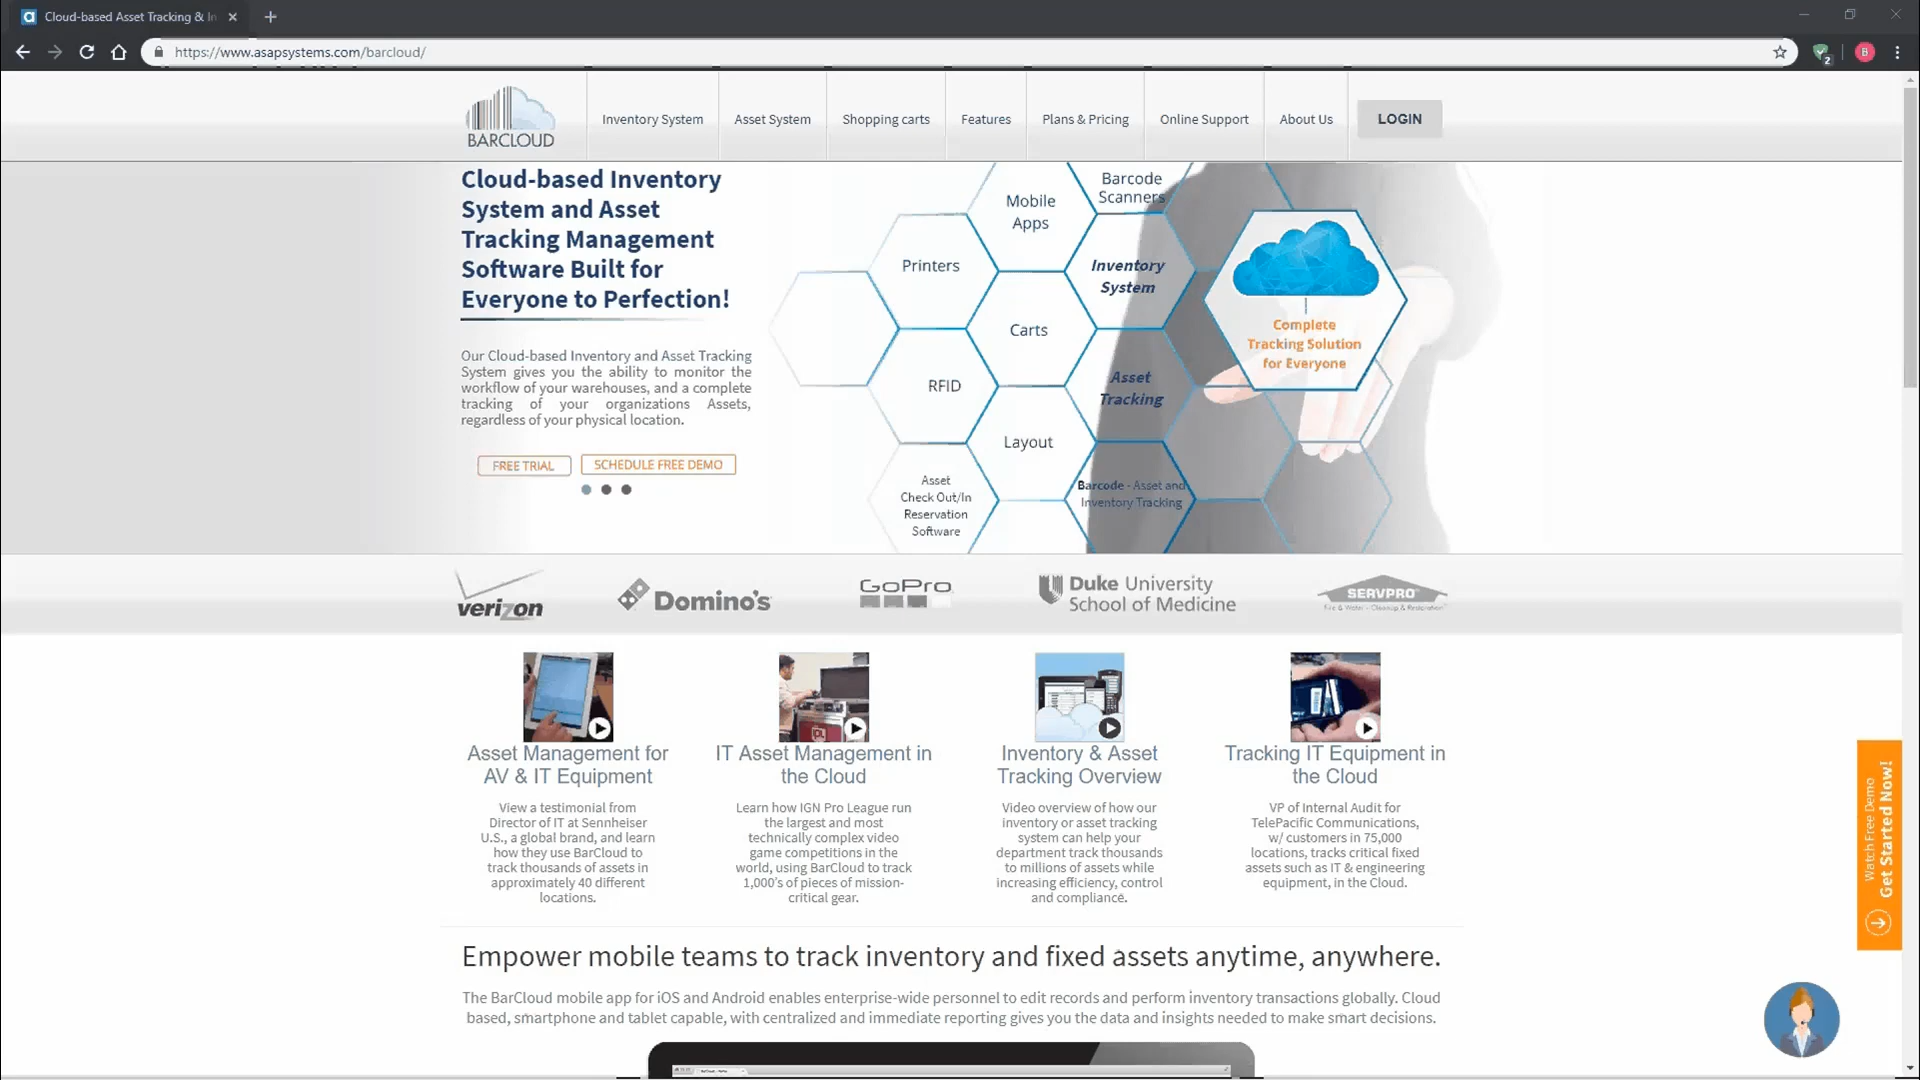 Cloud-based Asset Tracking & In
https://www.asapsystems.com/barcloud/
2
B
BARCLOUD
Inventory System
Asset System
Shopping carts
Features
Plans & Pricing
Online Support
About Us
LOGIN
Cloud-based Inventory
System and Asset
Tracking Management
Software Built for
Everyone to Perfection!
Our Cloud-based Inventory and Asset Tracking
System gives you the ability to monitor the
workflow of your warehouses, and a complete
tracking of your organizations Assets,
regardless of your physical location.
FREE TRIAL
SCHEDULE FREE DEMO
Mobile
Apps
Barcode
Scanners
Printers
Inventory
System
Carts
RFID
Asset
Tracking
Layout
Asset
Check Out/In
Reservation
Software
Barcode - Asset and
Inventory Tracking
Complete
Tracking Solution
for Everyone
verizon
Domino's
GoPro
Duke University
School of Medicine
SERVPRO
Fire & Water - Cleanup & Restoration
Asset Management for
AV & IT Equipment
View a testimonial from
Director of IT at Sennheiser
U.S., a global brand, and learn
how they use BarCloud to
track thousands of assets in
approximately 40 different
locations.
IT Asset Management in
the Cloud
Learn how IGN Pro League run
the largest and most
technically complex video
game competitions in the
world, using BarCloud to track
1,000's of pieces of mission-
critical gear.
Inventory & Asset
Tracking Overview
Video overview of how our
inventory or asset tracking
system can help your
department track thousands
to millions of assets while
increasing efficiency, control
and compliance.
Tracking IT Equipment in
the Cloud
VP of Internal Audit for
TelePacific Communications,
w/ customers in 75,000
locations, tracks critical fixed
assets such as IT & engineering
equipment, in the Cloud.
Watch Free Demo
Get Started Now!
Empower mobile teams to track inventory and fixed assets anytime, anywhere.
The BarCloud mobile app for iOS and Android enables enterprise-wide personnel to edit records and perform inventory transactions globally. Cloud
based, smartphone and tablet capable, with centralized and immediate reporting gives you the data and insights needed to make smart decisions.